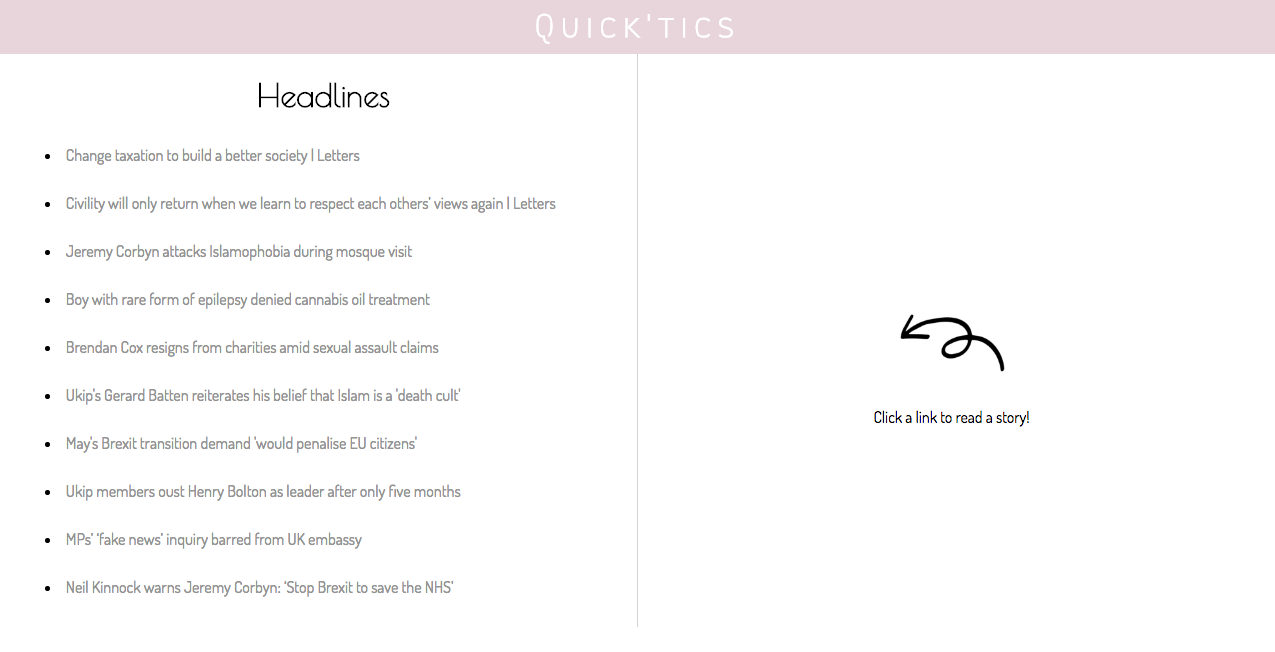 Quick'tics
Headlines
Change taxation to build a better society | Letters
Civility will only return when we learn to respect each others’ views again | Letters
Jeremy Corbyn attacks Islamophobia during mosque visit
Boy with rare form of epilepsy denied cannabis oil treatment
Brendan Cox resigns from charities amid sexual assault claims
Ukip's Gerard Batten reiterates his belief that Islam is a 'death cult'
May's Brexit transition demand 'would penalise EU citizens'
Ukip members oust Henry Bolton as leader after only five months
MPs’ ‘fake news’ inquiry barred from UK embassy
Neil Kinnock warns Jeremy Corbyn: ‘Stop Brexit to save the NHS’
Click a link to read a story!